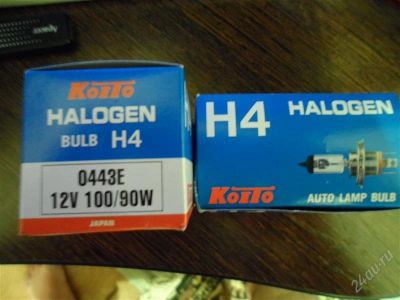 KOITO
HALOGEN
BULB H4
0443E
12V 100/90W
JAPAN
H4 HALOGEN
KOITO
AUTO LAMP BULB
24au.ru